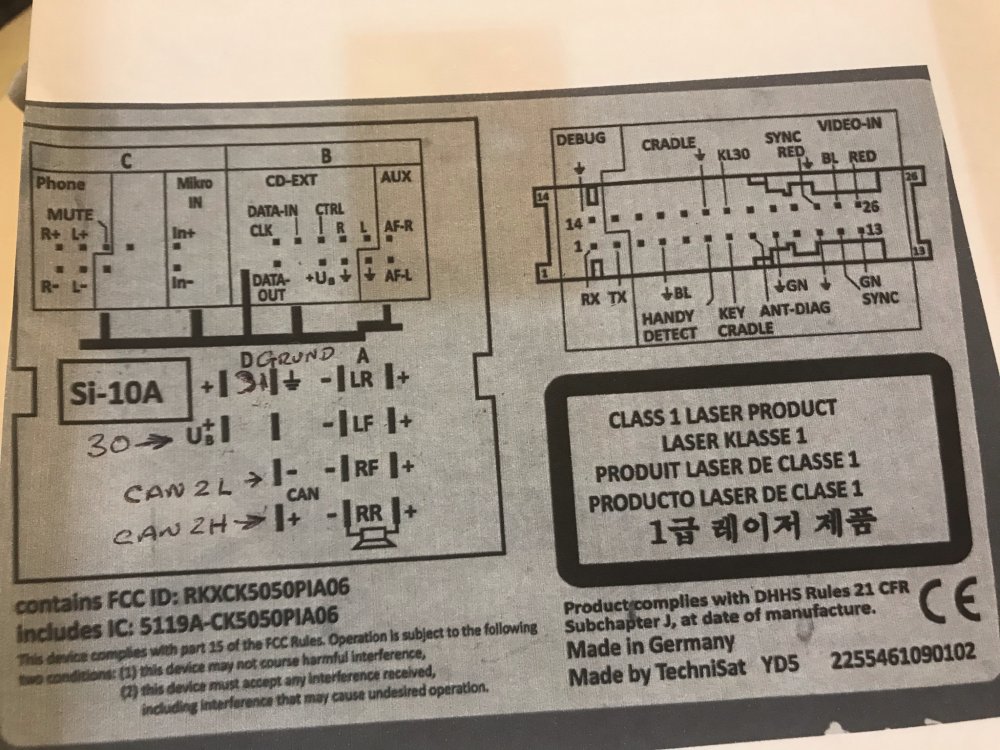 C B
Phone Mikro IN CD-EXT AUX
MUTE DATA-IN CTRL
R+ L+ In+ CLK R L AF-R
R- L- In- DATA-OUT +UB AF-L
D GRUND A
Si-10A + 31 - LR +
30 → U+B - LF +
CAN 2L → - - RF +
CAN
CAN 2H → + - RR +
contains FCC ID: RKXCK5050PIA06
includes IC: 5119A-CK5050PIA06
This device complies with part 15 of the FCC Rules. Operation is subject to the following
two conditions: (1) this device may not course harmful interference,
(2) this device must accept any interference received,
including interference that may cause undesired operation.
DEBUG CRADLE KL30 SYNC RED VIDEO-IN
BL RED
14 26
14 26
1 13
1 13
RX TX BL GN GN SYNC
HANDY DETECT KEY CRADLE ANT-DIAG
CLASS 1 LASER PRODUCT
LASER KLASSE 1
PRODUIT LASER DE CLASSE 1
PRODUCTO LASER DE CLASE 1
1급 레이저 제품
Product complies with DHHS Rules 21 CFR
Subchapter J, at date of manufacture.
CE
Made in Germany
Made by TechniSat YD5 2255461090102